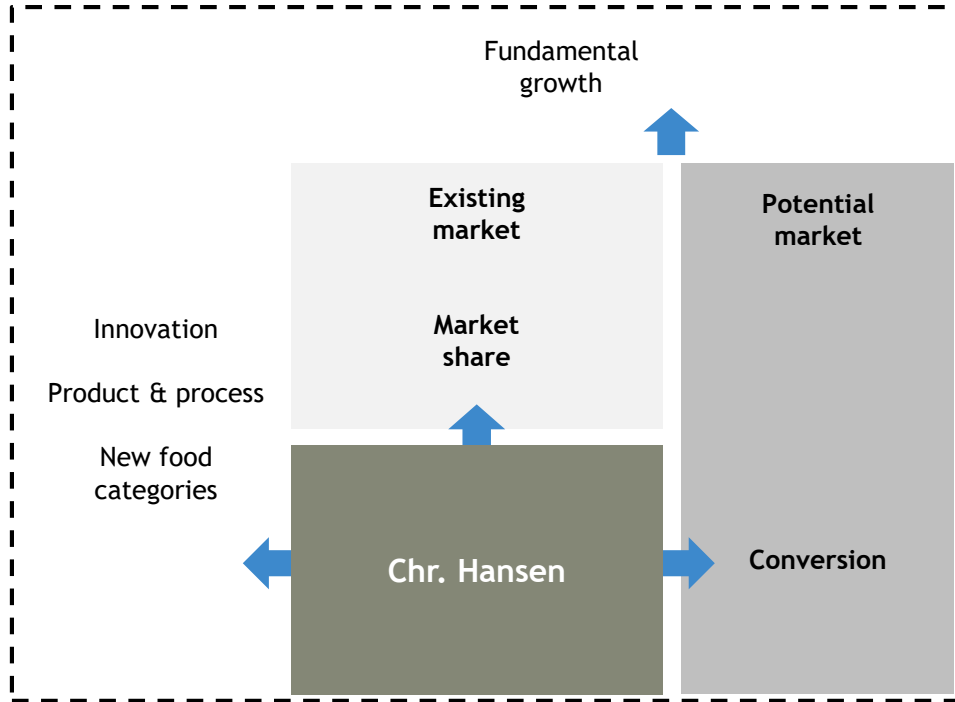 Fundamental
growth
Existing
market
Potential
market
Market
share
Innovation
Product & process
New food
categories
Chr. Hansen
Conversion